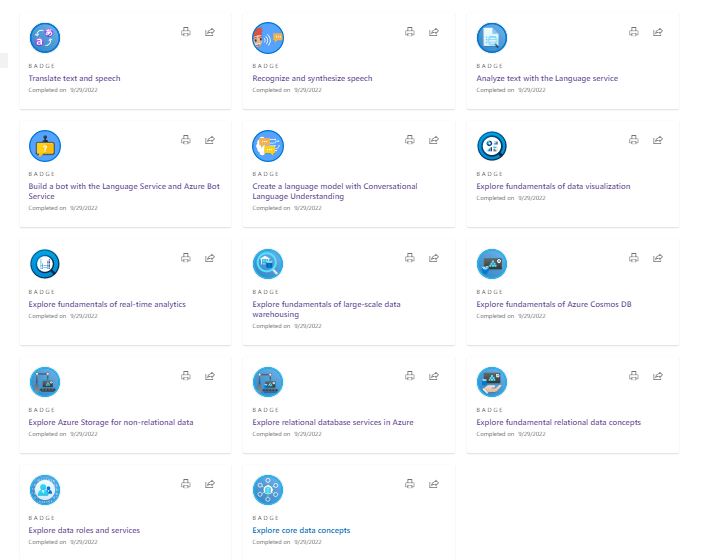 BADGE
Translate text and speech
Completed on 9/29/2022
BADGE
Recognize and synthesize speech
Completed on 9/29/2022
BADGE
Analyze text with the Language service
Completed on 9/29/2022
BADGE
Build a bot with the Language Service and Azure Bot
Service
Completed on 9/29/2022
BADGE
Create a language model with Conversational
Language Understanding
Completed on 9/29/2022
BADGE
Explore fundamentals of data visualization
Completed on 9/29/2022
BADGE
Explore fundamentals of real-time analytics
Completed on 9/29/2022
BADGE
Explore fundamentals of large-scale data
warehousing
Completed on 9/29/2022
BADGE
Explore fundamentals of Azure Cosmos DB
Completed on 9/29/2022
BADGE
Explore Azure Storage for non-relational data
Completed on 9/29/2022
BADGE
Explore relational database services in Azure
Completed on 9/29/2022
BADGE
Explore fundamental relational data concepts
Completed on 9/29/2022
BADGE
Explore data roles and services
Completed on 9/29/2022
BADGE
Explore core data concepts
Completed on 9/29/2022